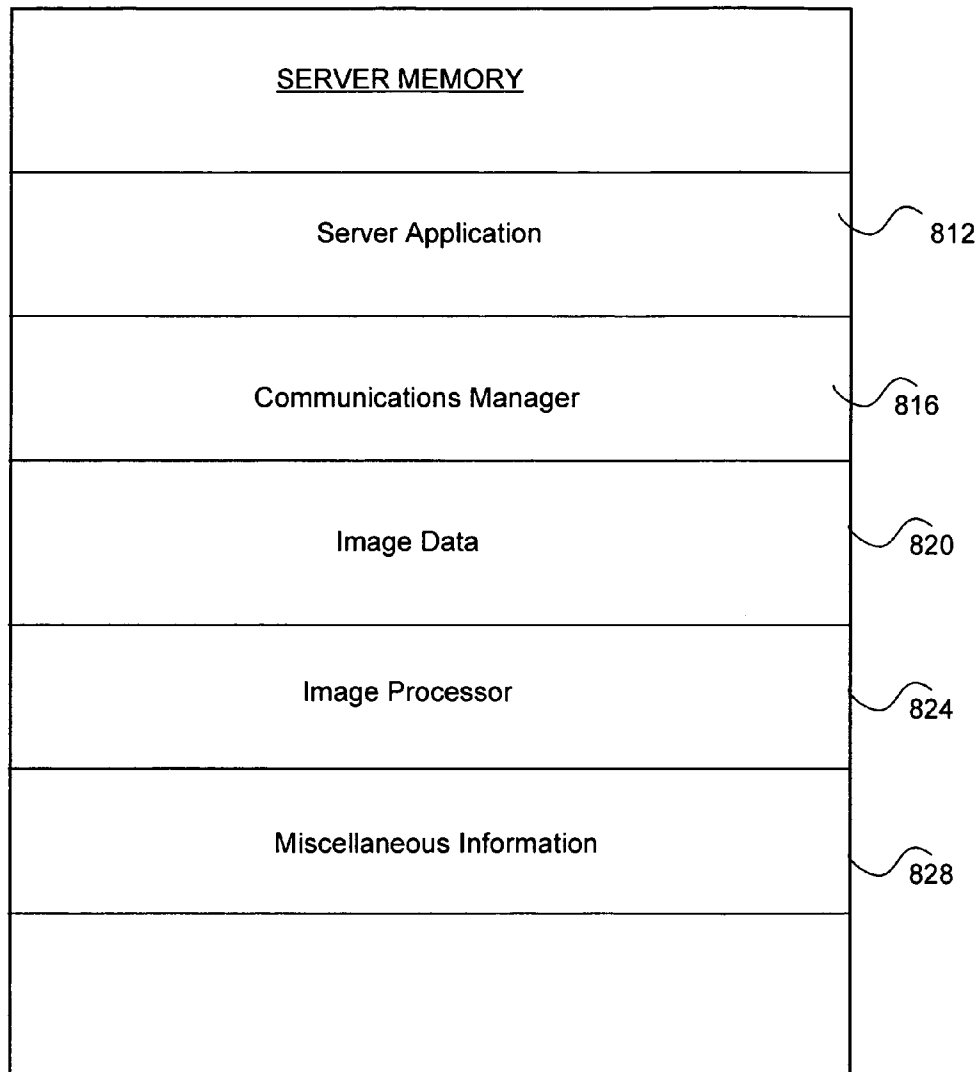 SERVER MEMORY
Server Application
812
Communications Manager
816
Image Data
820
Image Processor
824
Miscellaneous Information
828